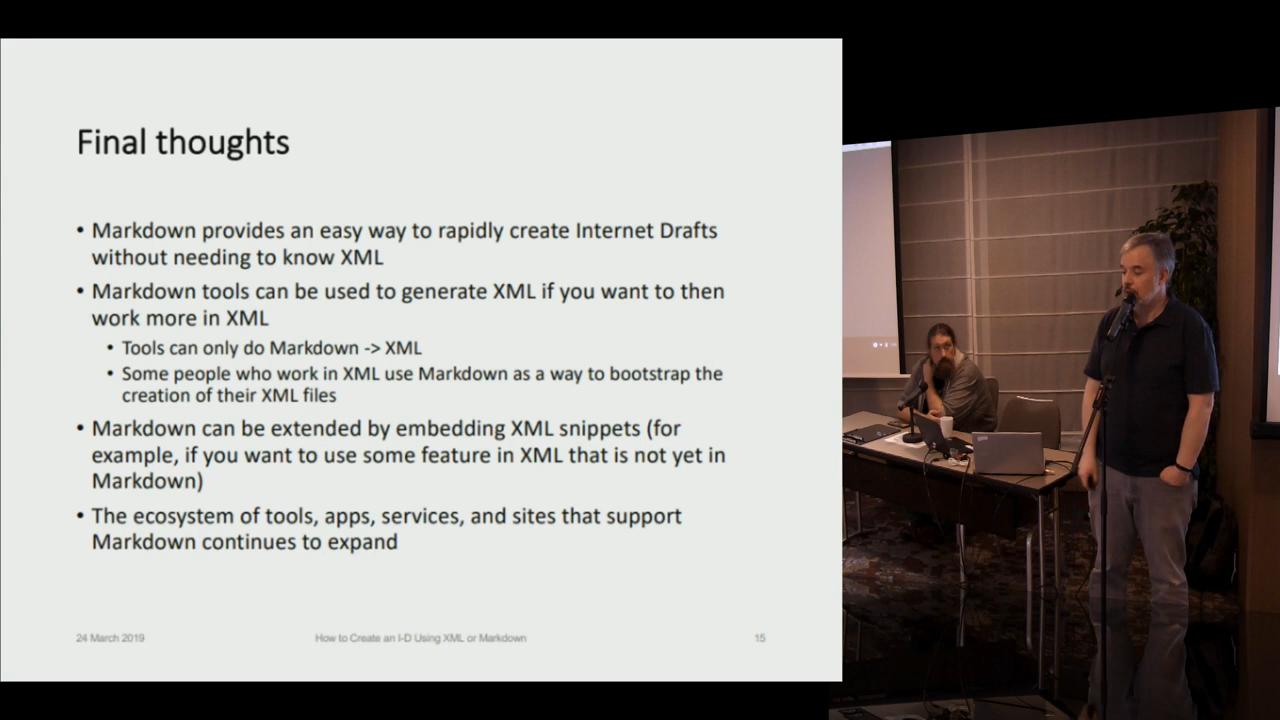 Final thoughts
• Markdown provides an easy way to rapidly create Internet Drafts
without needing to know XML
• Markdown tools can be used to generate XML if you want to then
work more in XML
• Tools can only do Markdown -> XML
• Some people who work in XML use Markdown as a way to bootstrap the
creation of their XML files
• Markdown can be extended by embedding XML snippets (for
example, if you want to use some feature in XML that is not yet in
Markdown)
• The ecosystem of tools, apps, services, and sites that support
Markdown continues to expand
24 March 2019
How to Create an I-D Using XML or Markdown
15